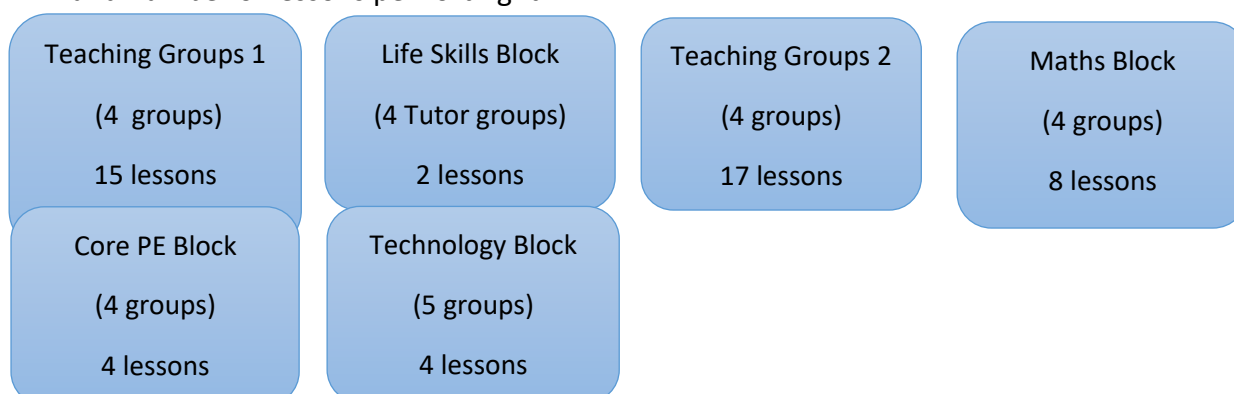 Teaching Groups 1
(4 groups)
15 lessons
Life Skills Block
(4 Tutor groups)
2 lessons
Teaching Groups 2
(4 groups)
17 lessons
Maths Block
(4 groups)
8 lessons
Core PE Block
(4 groups)
4 lessons
Technology Block
(5 groups)
4 lessons